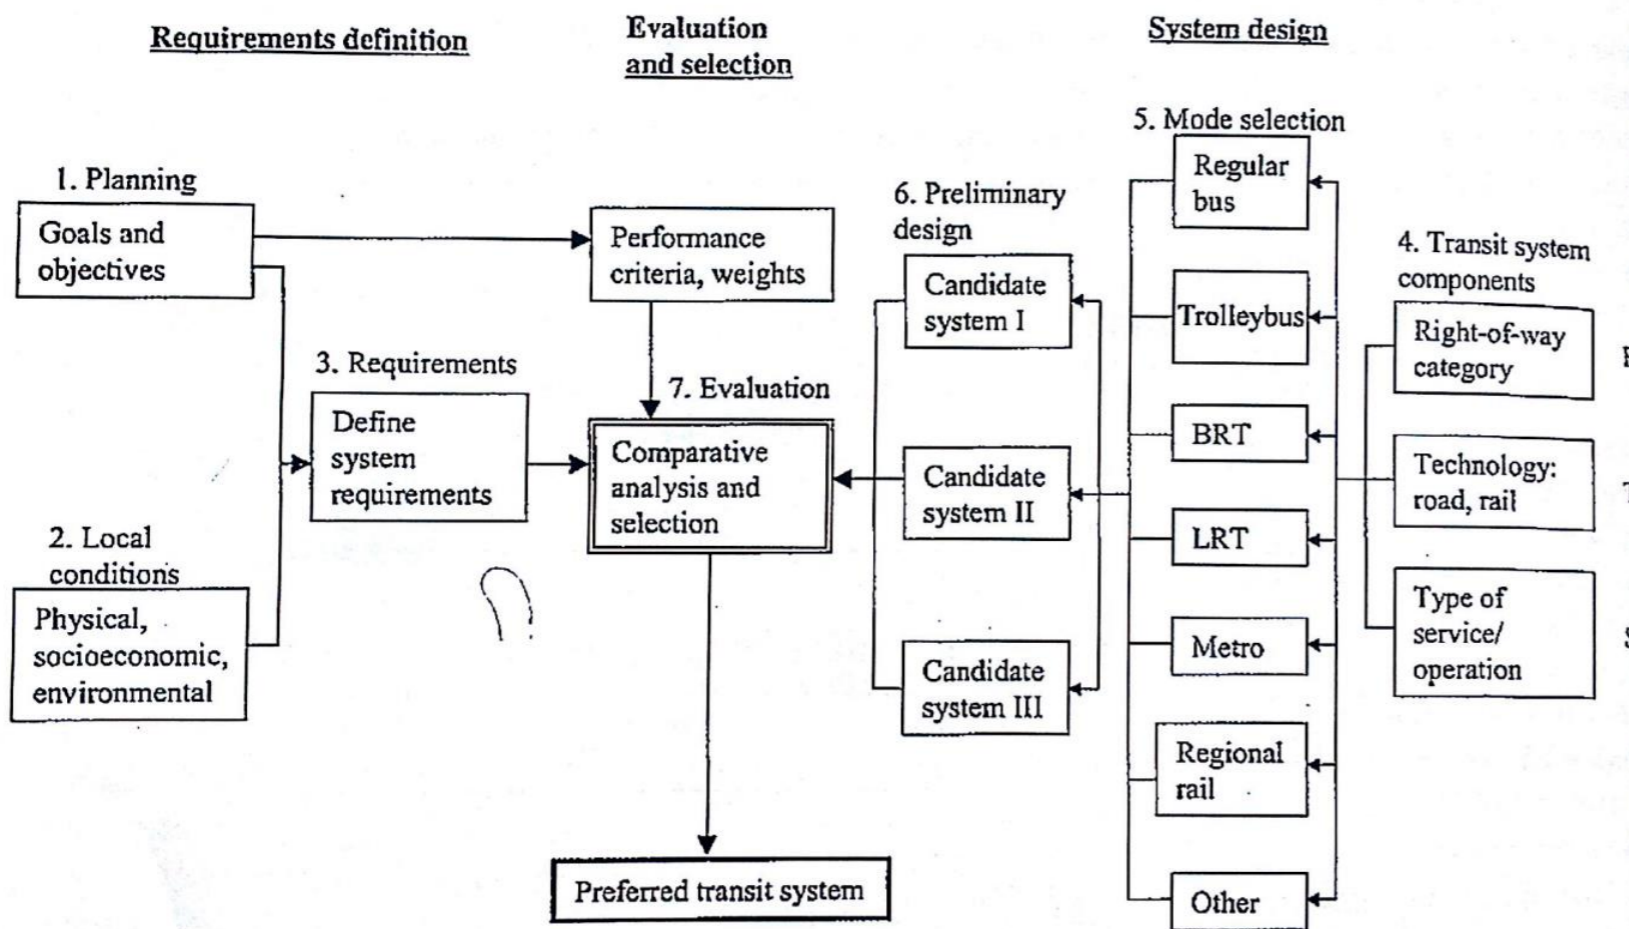 Requirements definition
Evaluation
and selection
System design
1. Planning
Goals and
objectives
2. Local
conditions
Physical,
socioeconomic,
environmental
3. Requirements
Define
system
requirements
Performance
criteria, weights
7. Evaluation
Comparative
analysis and
selection
Preferred transit system
6. Preliminary
design
Candidate
system I
Candidate
system II
Candidate
system III
5. Mode selection
Regular
bus
Trolleybus
BRT
LRT
Metro
Regional
rail
Other
4. Transit system
components
Right-of-way
category
Technology:
road, rail
Type of
service/
operation